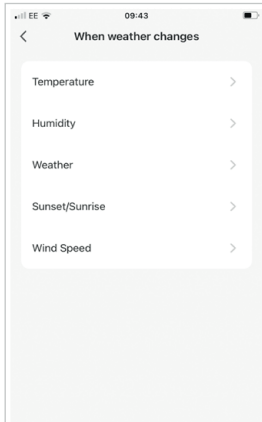 EE 09:43
When weather changes
Temperature
Humidity
Weather
Sunset/Sunrise
Wind Speed